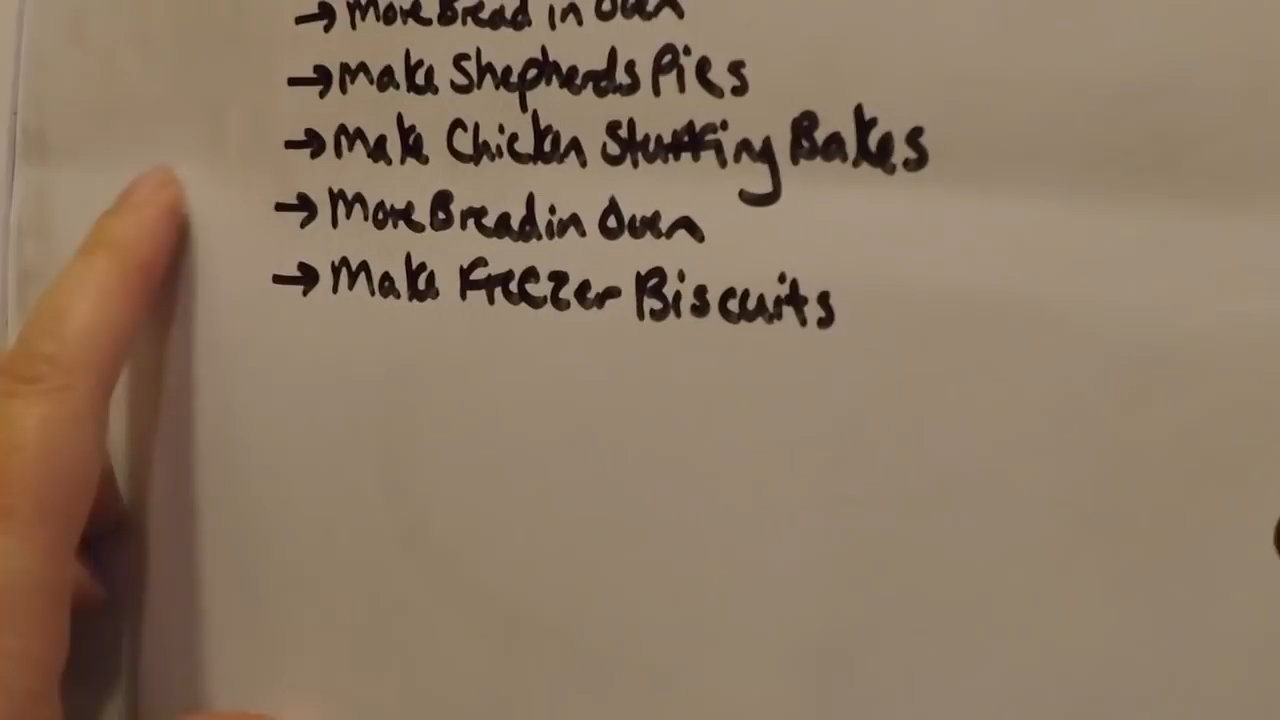 → More Bread in Oven
→ Make Shepherds Pies
→ Make Chicken Stuffing Bakes
→ More Bread in Oven
→ Make Freezer Biscuits